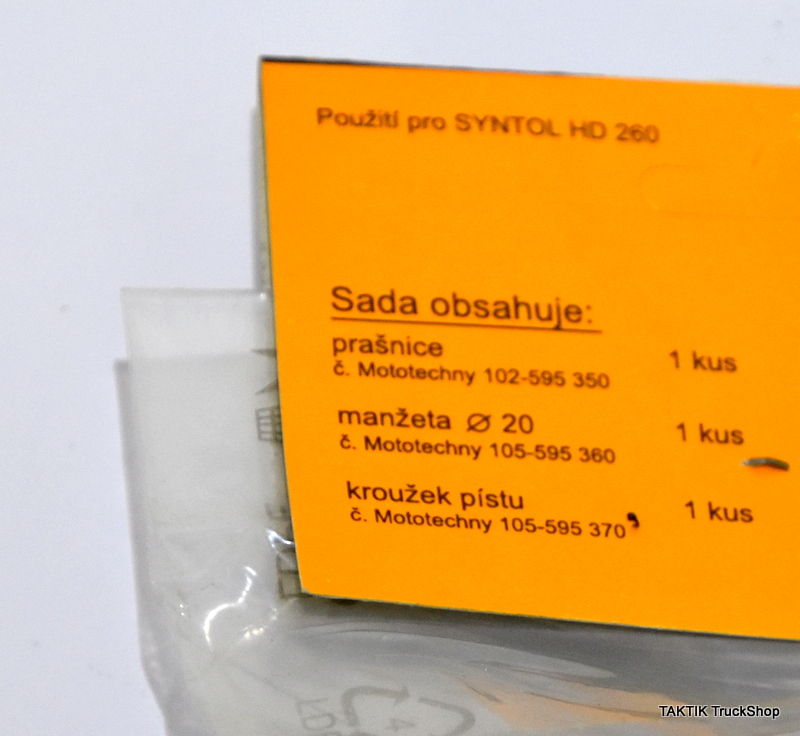 Použití pro SYNTOL HD 260
Sada obsahuje:
prašnice 1 kus
č. Mototechny 102-595 350
manžeta Ø 20 1 kus
č. Mototechny 105-595 360
kroužek pístu 1 kus
č. Mototechny 105-595 370
4
TAKTIK TruckShop